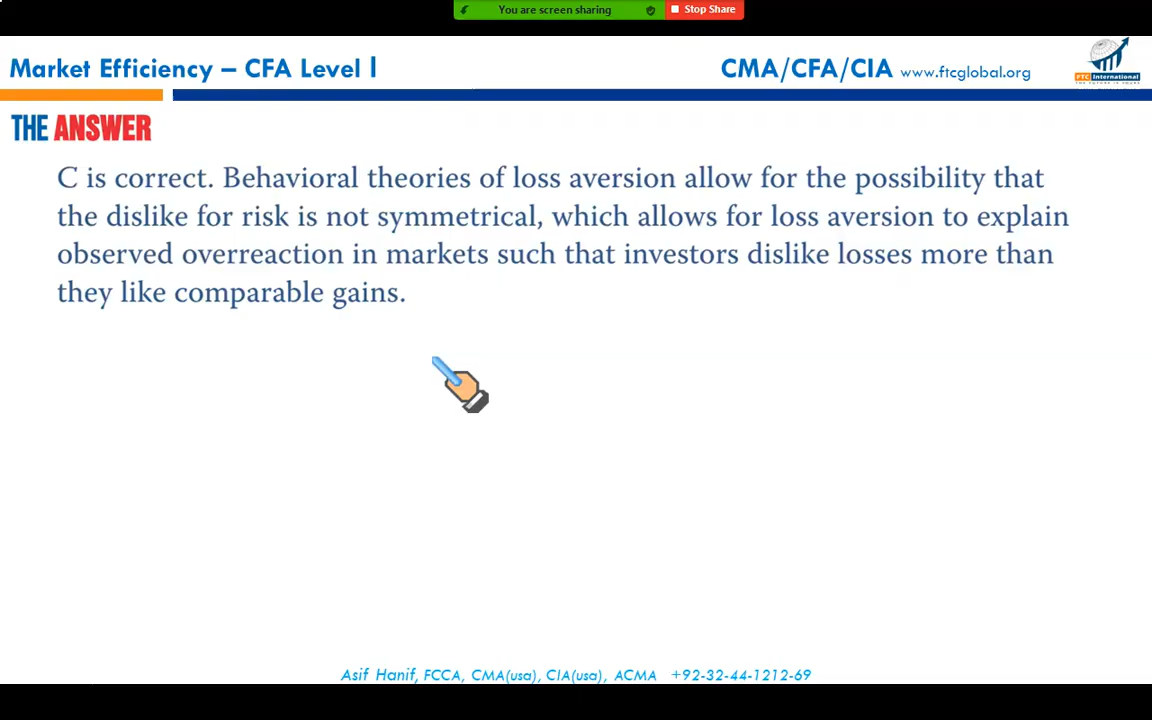 You are screen sharing
Stop Share
Market Efficiency – CFA Level I
CMA/CFA/CIA www.ftcglobal.org
FTC International
THE ANSWER
C is correct. Behavioral theories of loss aversion allow for the possibility that
the dislike for risk is not symmetrical, which allows for loss aversion to explain
observed overreaction in markets such that investors dislike losses more than
they like comparable gains.
Asif Hanif, FCCA, CMA(usa), CIA(usa), ACMA +92-32-44-1212-69